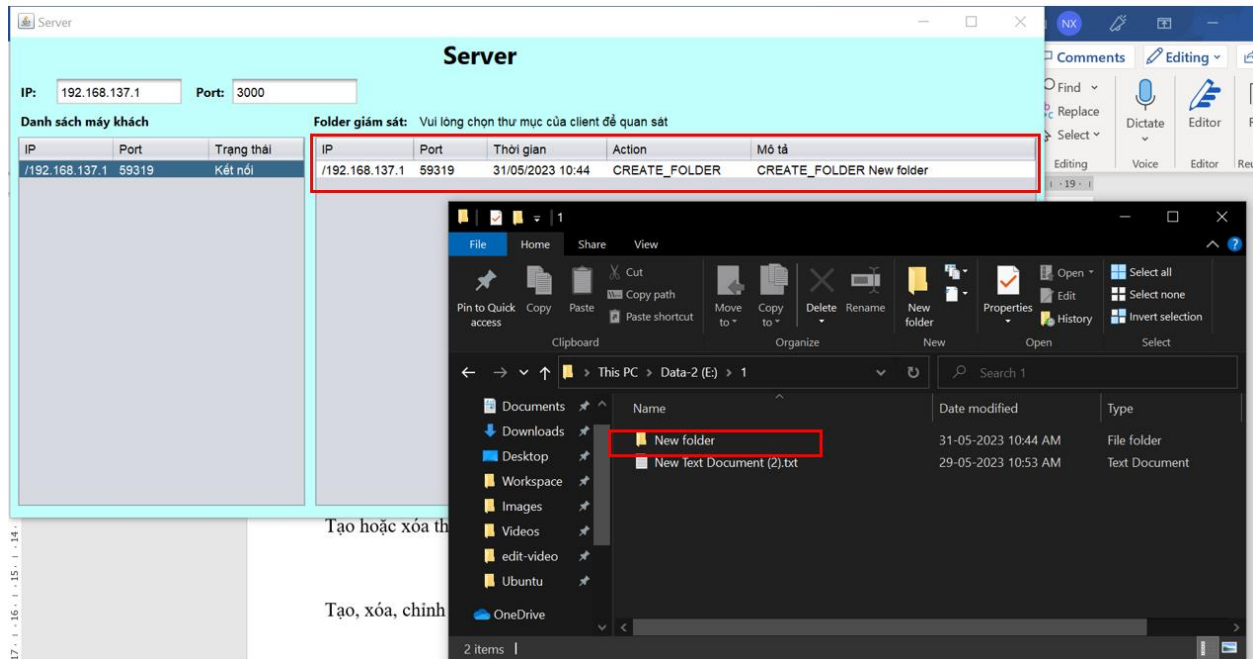 Server
Server
IP: 192.168.137.1 Port: 3000
Danh sách máy khách
Folder giám sát: Vui lòng chọn thư mục của client để quan sát
IP Port Trạng thái
/192.168.137.1 59319 Kết nối
IP Port Thời gian Action Mô tả
/192.168.137.1 59319 31/05/2023 10:44 CREATE_FOLDER CREATE_FOLDER New folder
NX
Comments Editing
Find
Replace
Select
Dictate
Editor
Editing Voice Editor
19
1
File Home Share View
Pin to Quick access
Copy
Paste
Cut
Copy path
Paste shortcut
Move to
Copy to
Delete
Rename
New folder
Properties
Open
Edit
History
Select all
Select none
Invert selection
Clipboard Organize New Open Select
This PC > Data-2 (E:) > 1
Search 1
Documents
Downloads
Desktop
Workspace
Images
Videos
edit-video
Ubuntu
OneDrive
Name Date modified Type
New folder 31-05-2023 10:44 AM File folder
New Text Document (2).txt 29-05-2023 10:53 AM Text Document
2 items
Tạo hoặc xóa th
Tạo, xóa, chỉnh
14
15
16
17